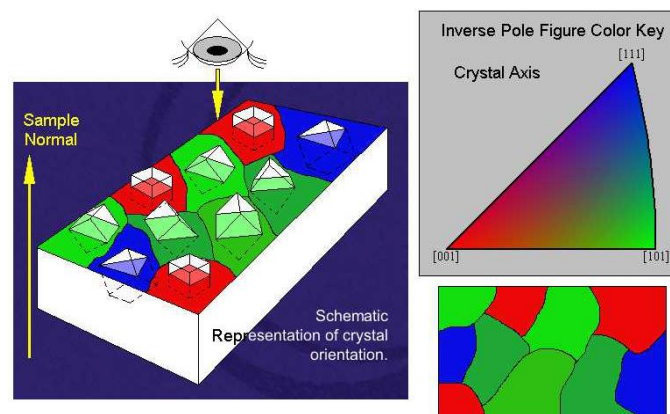 Sample
Normal
Schematic
Representation of crystal
orientation.
Inverse Pole Figure Color Key
[111]
Crystal Axis
[001]
[101]